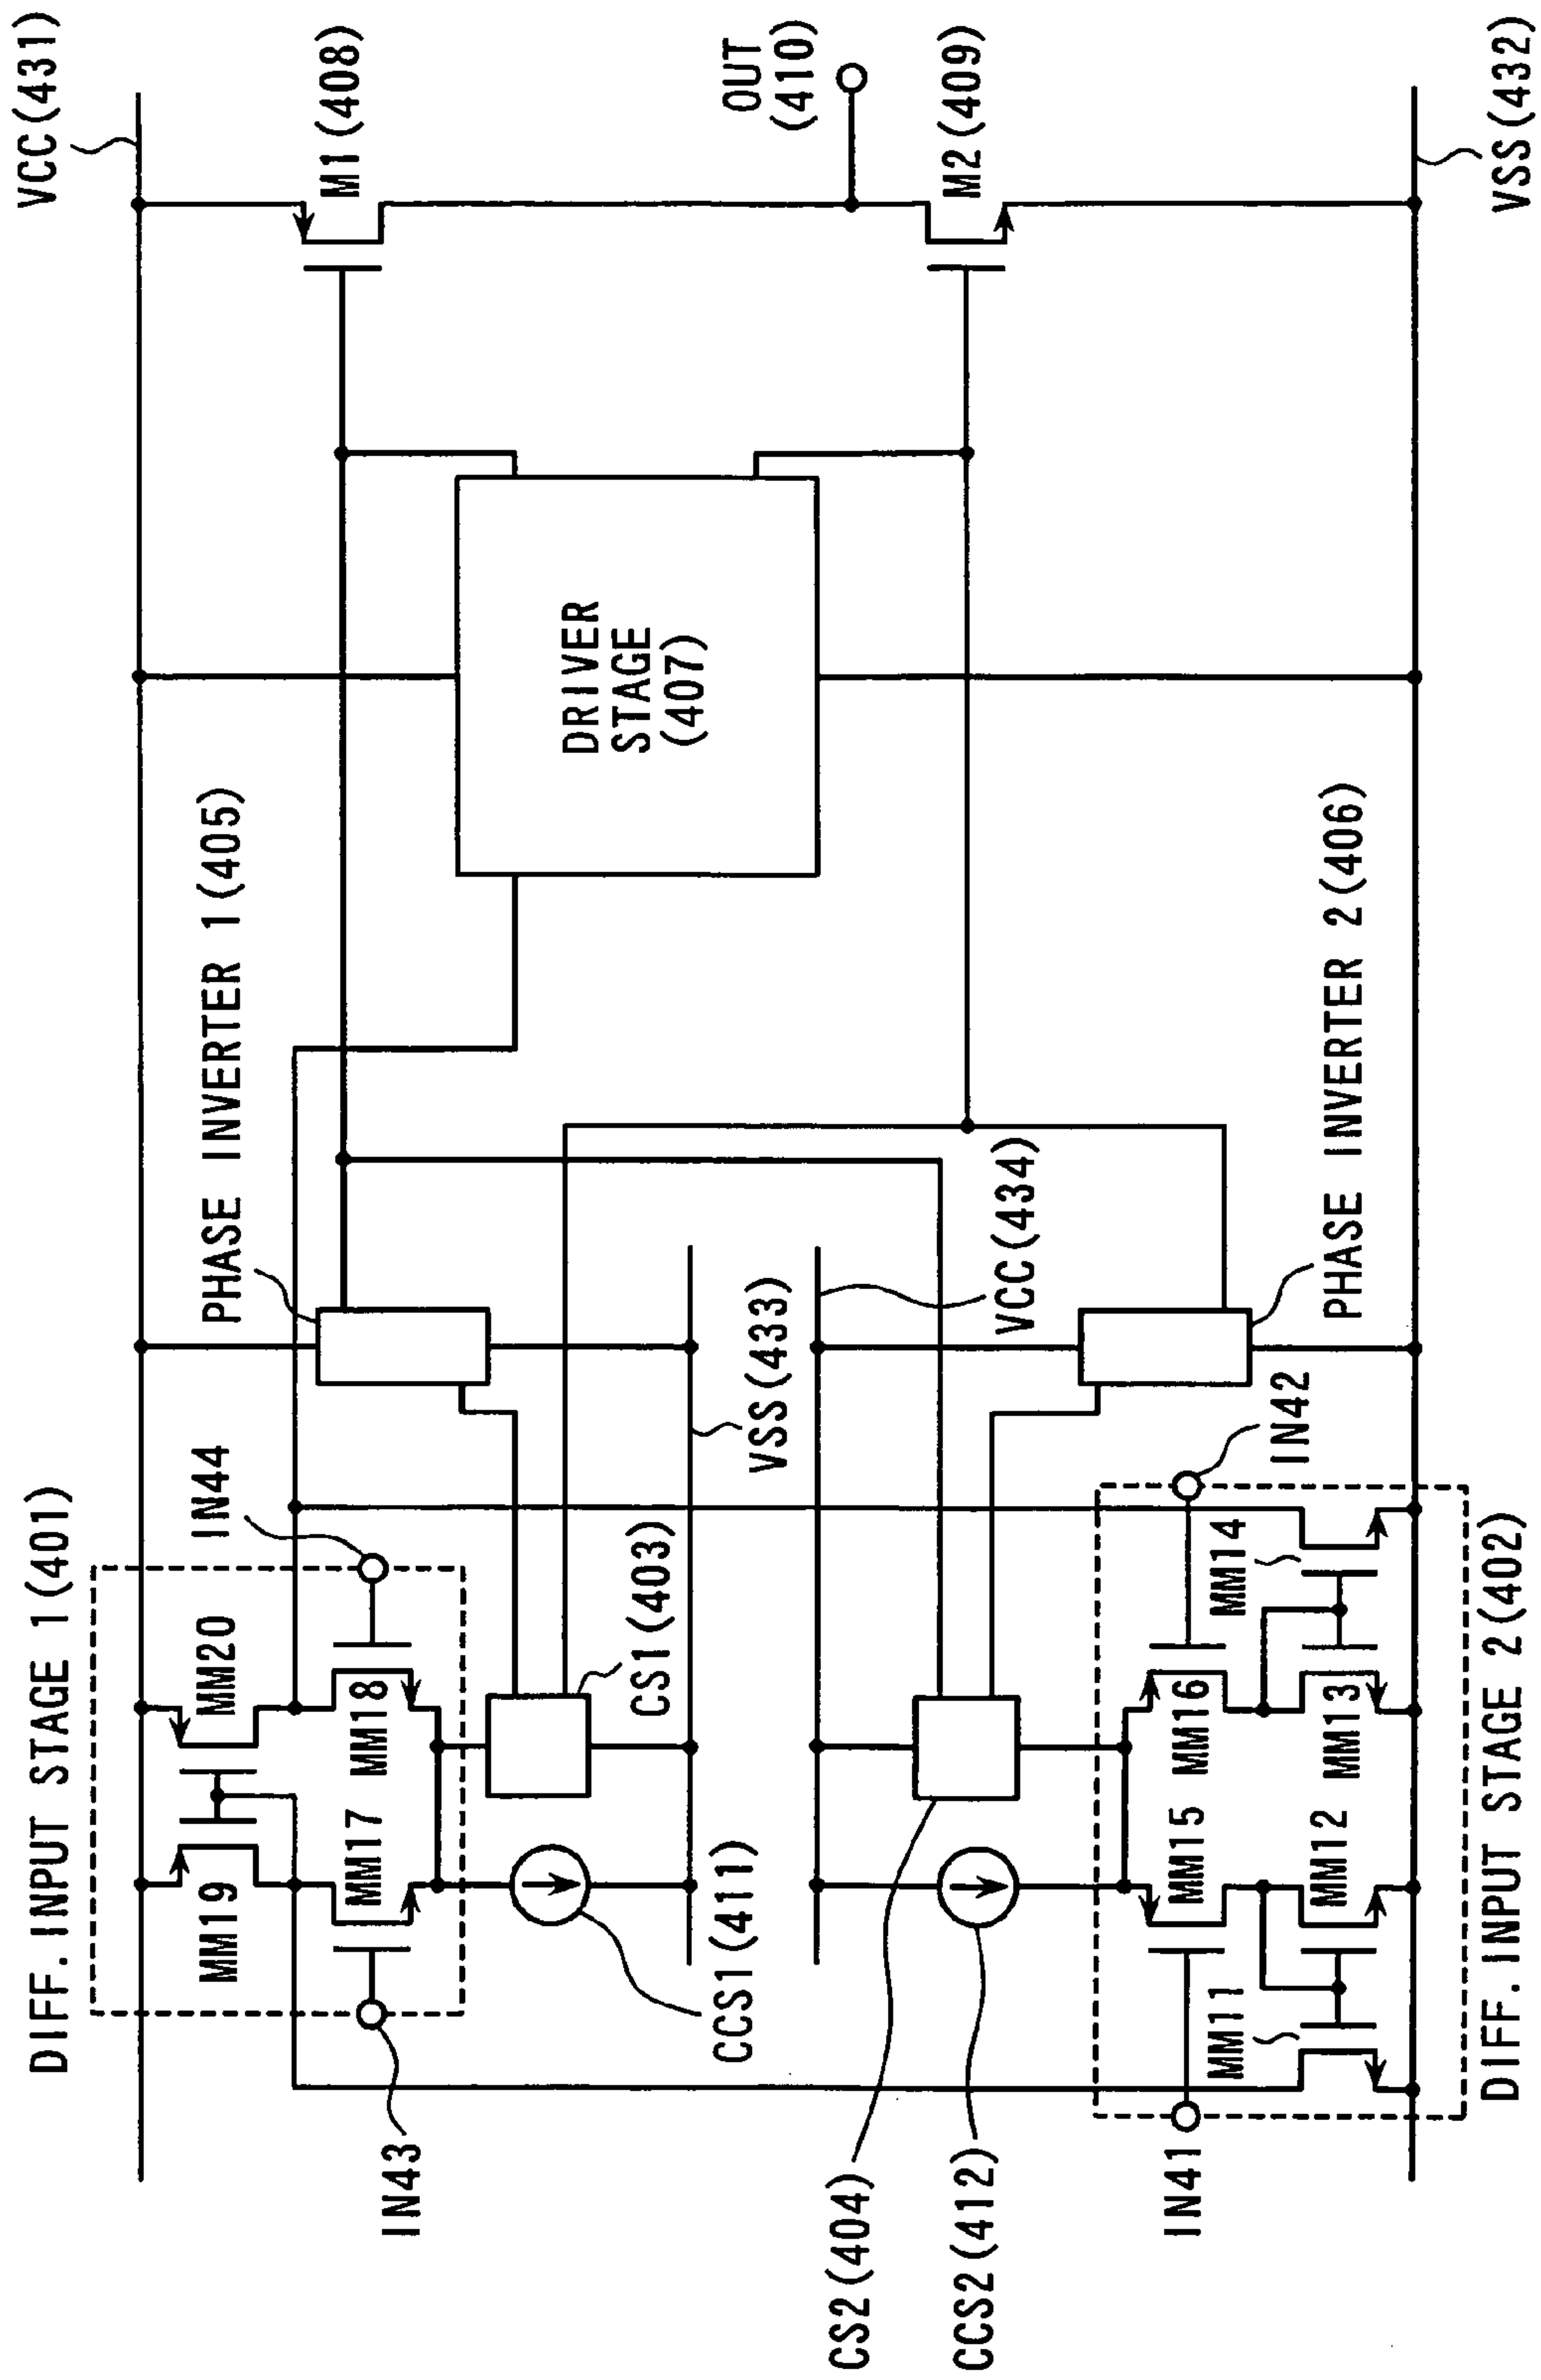 DIFF.INPUT STAGE 1(401)
MM19
MM20
MM17
MM18
IN43
IN44
CS1(403)
CCS1(411)
PHASE INVERTER 1(405)
VSS(433)
VCC(434)
DRIVER
STAGE
(407)
VCC(431)
M1(408)
OUT
(410)
M2(409)
VSS(432)
CS2(404)
CCS2(412)
IN41
IN42
MM15
MM16
MM11
MM12
MM13
MM14
PHASE INVERTER 2(406)
DIFF.INPUT STAGE 2(402)